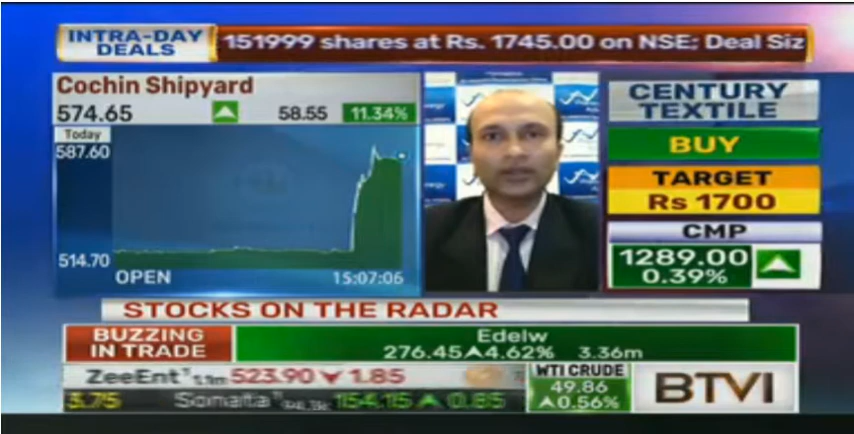 INTRA-DAY
DEALS
151999 shares at Rs. 1745.00 on NSE; Deal Siz
Cochin Shipyard
574.65 58.55 11.34%
Today
587.60
514.70
OPEN 15:07:06
CENTURY
TEXTILE
BUY
TARGET
Rs 1700
CMP
1289.00
0.39%
STOCKS ON THE RADAR
BUZZING
IN TRADE
Edelw
276.45▲4.62% 3.36m
ZeeEnt 523.90▼1.85
3.75 154.15▲0.85
WTI CRUDE
49.86
▲0.56%
BTVI